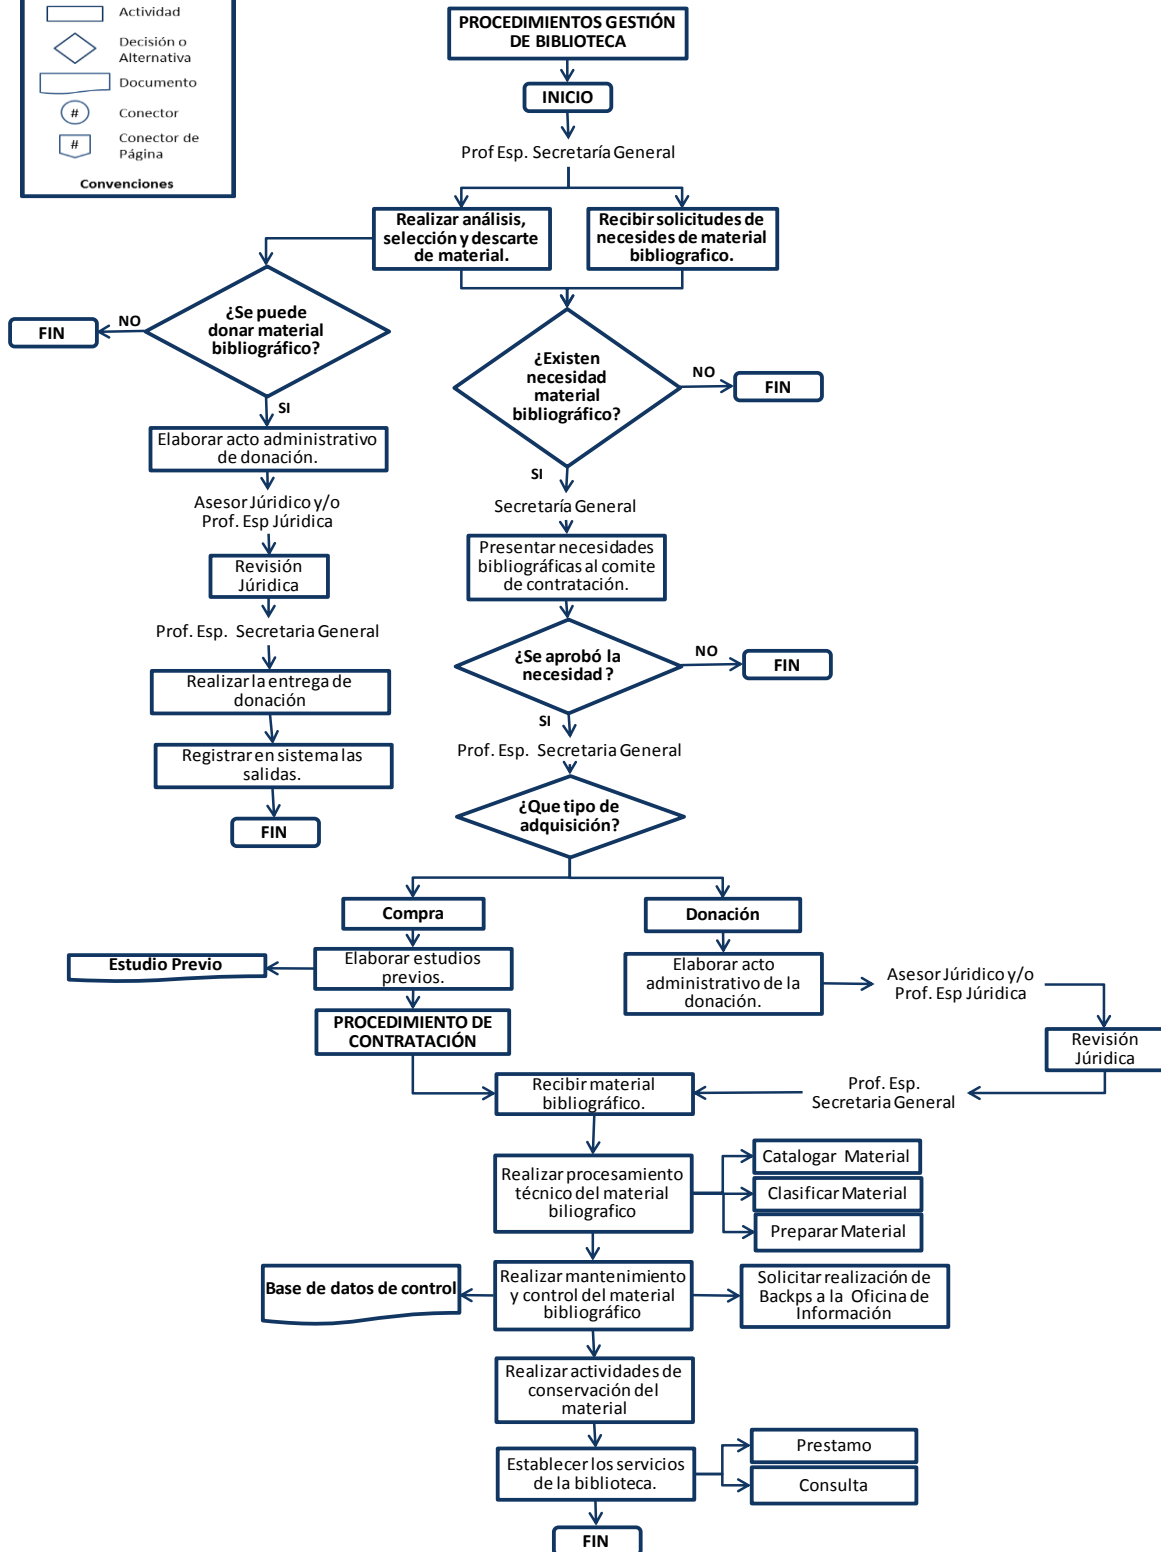 Actividad
Decisión o
Alternativa
Documento
#
Conector
#
Conector de
Página
Convenciones
PROCEDIMIENTOS GESTIÓN
DE BIBLIOTECA
INICIO
Prof Esp. Secretaría General
Realizar análisis,
selección y descarte
de material.
Recibir solicitudes de
necesides de material
bibliografico.
¿Se puede
donar material
bibliográfico?
NO
FIN
SI
¿Existen
necesidad
material
bibliográfico?
NO
FIN
SI
Elaborar acto administrativo
de donación.
Asesor Júridico y/o
Prof. Esp Júridica
Revisión
Júridica
Prof. Esp. Secretaria General
Realizar la entrega de
donación
Registrar en sistema las
salidas.
FIN
Secretaría General
Presentar necesidades
bibliográficas al comite
de contratación.
¿Se aprobó la
necesidad ?
NO
FIN
SI
Prof. Esp. Secretaria General
¿Que tipo de
adquisición?
Compra
Donación
Estudio Previo
Elaborar estudios
previos.
Elaborar acto
administrativo de la
donación.
Asesor Júridico y/o
Prof. Esp Júridica
PROCEDIMIENTO DE
CONTRATACIÓN
Revisión
Júridica
Recibir material
bibliográfico.
Prof. Esp.
Secretaria General
Realizar procesamiento
técnico del material
biliografico
Catalogar Material
Clasificar Material
Preparar Material
Base de datos de control
Realizar mantenimiento
y control del material
bibliográfico
Solicitar realización de
Backps a la Oficina de
Información
Realizar actividades de
conservación del
material
Establecer los servicios
de la biblioteca.
Prestamo
Consulta
FIN